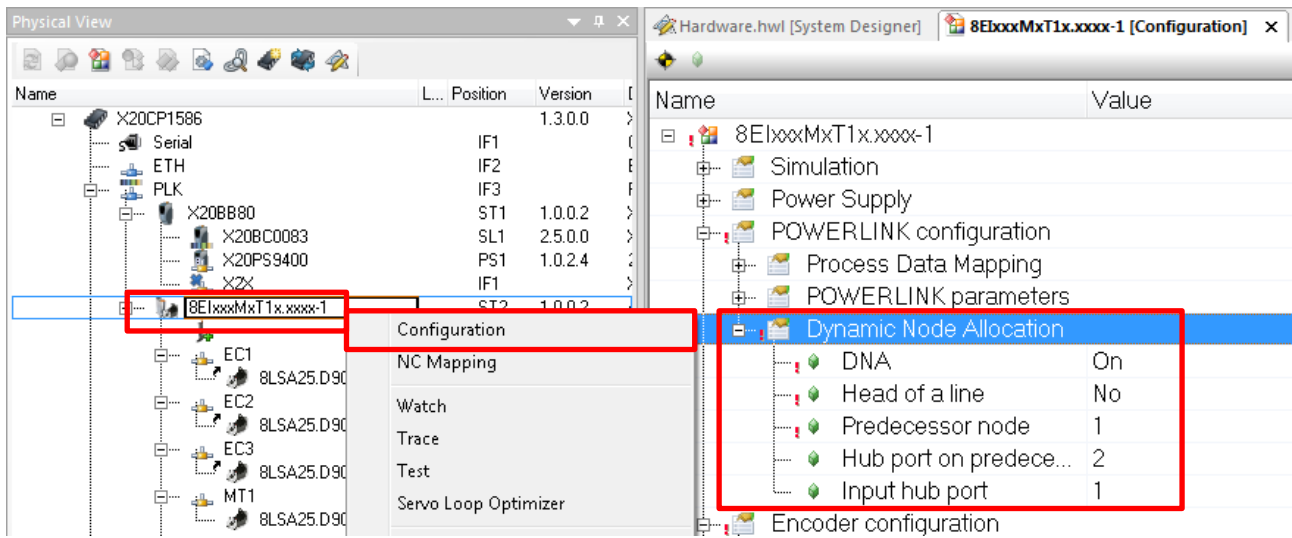 Physical View
Name L... Position Version
X20CP1586 1.3.0.0
Serial IF1
ETH IF2
PLK IF3
X20BB80 ST1 1.0.0.2
X20BC0083 SL1 2.5.0.0
X20PS9400 PS1 1.0.2.4
X2X IF1
8EIxxxMxT1x.xxxx-1 ST2 1.0.0.2
EC1
8LSA25.D90
EC2
8LSA25.D90
EC3
8LSA25.D90
MT1
8LSA25.D90
Configuration
NC Mapping
Watch
Trace
Test
Servo Loop Optimizer
Hardware.hwl [System Designer] 8EIxxxMxT1x.xxxx-1 [Configuration] X
Name Value
8EIxxxMxT1x.xxxx-1
Simulation
Power Supply
POWERLINK configuration
Process Data Mapping
POWERLINK parameters
Dynamic Node Allocation
DNA On
Head of a line No
Predecessor node 1
Hub port on predece... 2
Input hub port 1
Encoder configuration